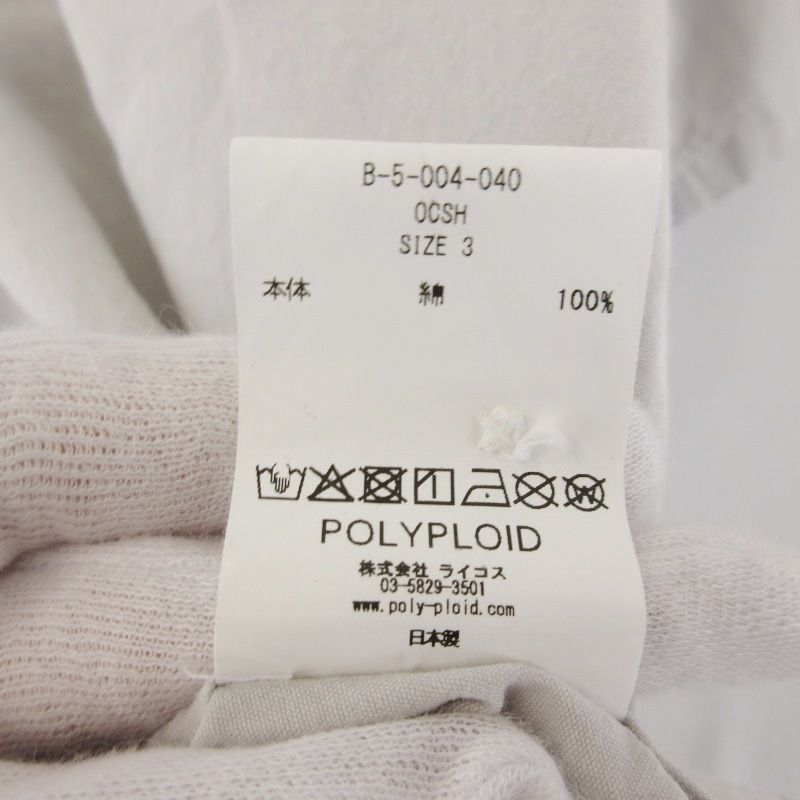 B-5-004-040
OCSH
SIZE 3
本体 綿 100%
POLYPLOID
株式会社 ライコス
03-5829-3501
www.poly-ploid.com
日本製